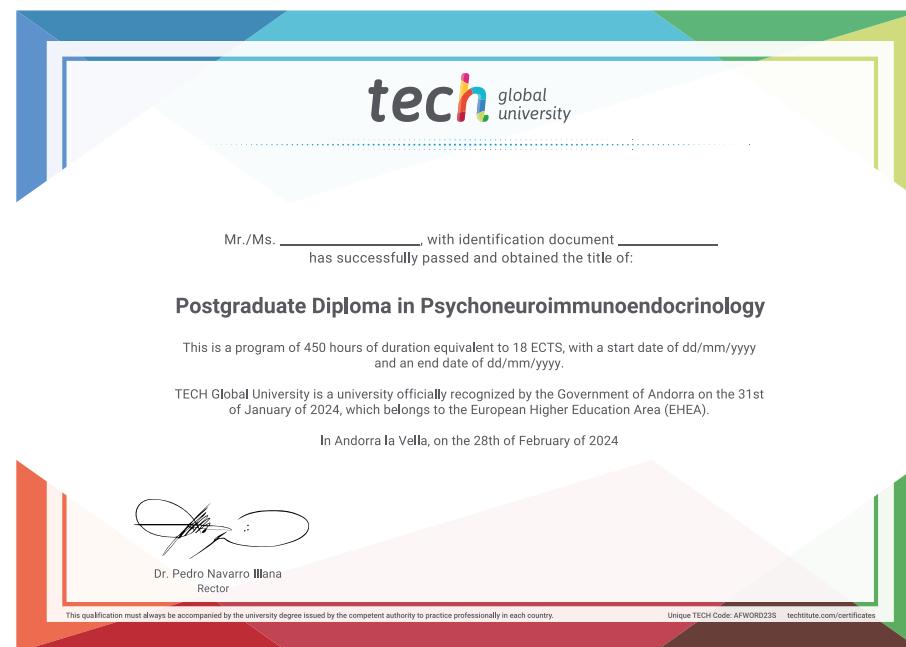 tech global
university
Mr./Ms. ____________, with identification document ____________
has successfully passed and obtained the title of:
Postgraduate Diploma in Psychoneuroimmunoendocrinology
This is a program of 450 hours of duration equivalent to 18 ECTS, with a start date of dd/mm/yyyy
and an end date of dd/mm/yyyy.
TECH Global University is a university officially recognized by the Government of Andorra on the 31st
of January of 2024, which belongs to the European Higher Education Area (EHEA).
In Andorra la Vella, on the 28th of February of 2024
Dr. Pedro Navarro Illana
Rector
This qualification must always be accompanied by the university degree issued by the competent authority to practice professionally in each country.
Unique TECH Code: AFWORD23S techtitute.com/certificates